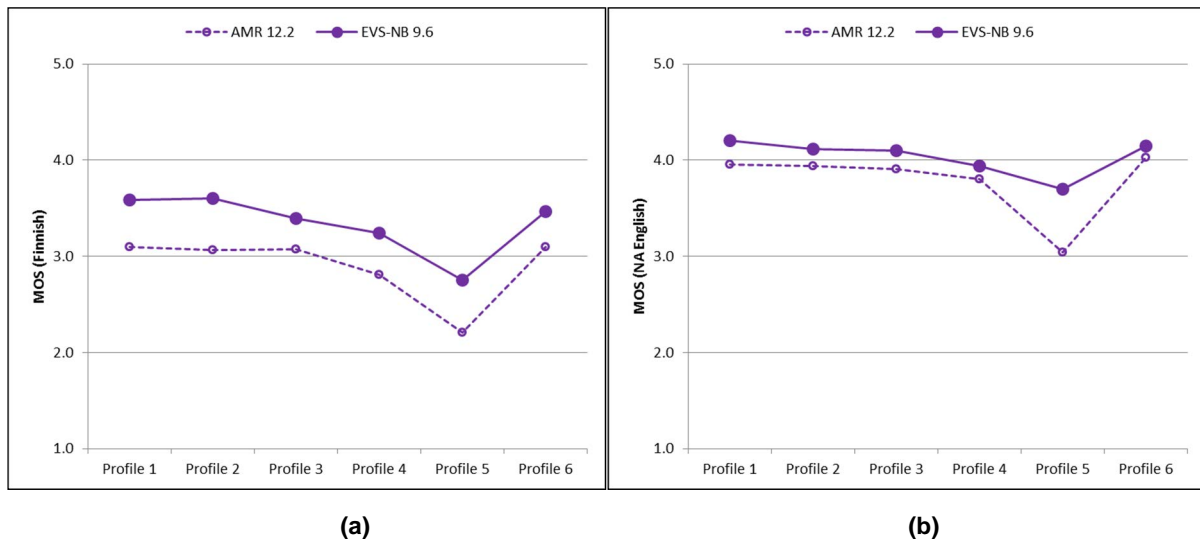 AMR 12.2 EVS-NB 9.6
5.0
4.0
3.0
2.0
1.0
MOS (Finnish)
Profile 1 Profile 2 Profile 3 Profile 4 Profile 5 Profile 6
(a)
AMR 12.2 EVS-NB 9.6
5.0
4.0
3.0
2.0
1.0
MOS (NA English)
Profile 1 Profile 2 Profile 3 Profile 4 Profile 5 Profile 6
(b)